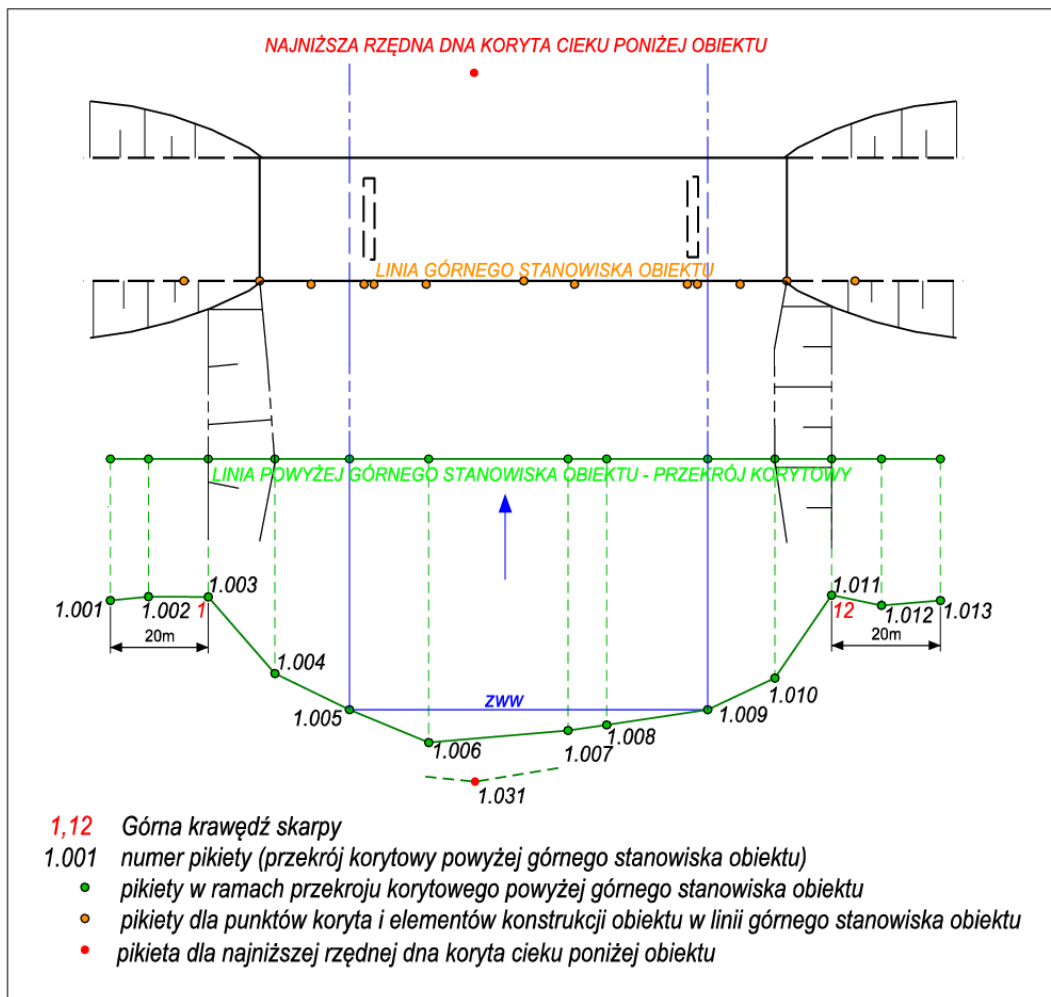 NAJNIŻSZA RZĘDNA DNA KORYTA CIEKU PONIŻEJ OBIEKTU
LINIA GÓRNEGO STANOWISKA OBIEKTU
LINIA POWYŻEJ GÓRNEGO STANOWISKA OBIEKTU - PRZEKRÓJ KORYTOWY
1.001
1.002
1
1.003
20m
1.004
1.005
ZWW
1.006
1.007
1.008
1.009
1.010
1.011
12
1.012
1.013
20m
1.031
1,12 Górna krawędź skarpy
1.001 numer pikiety (przekrój korytowy powyżej górnego stanowiska obiektu)
pikiety w ramach przekroju korytowego powyżej górnego stanowiska obiektu
pikiety dla punktów koryta i elementów konstrukcji obiektu w linii górnego stanowiska obiektu
pikieta dla najniższej rzędnej dna koryta cieku poniżej obiektu